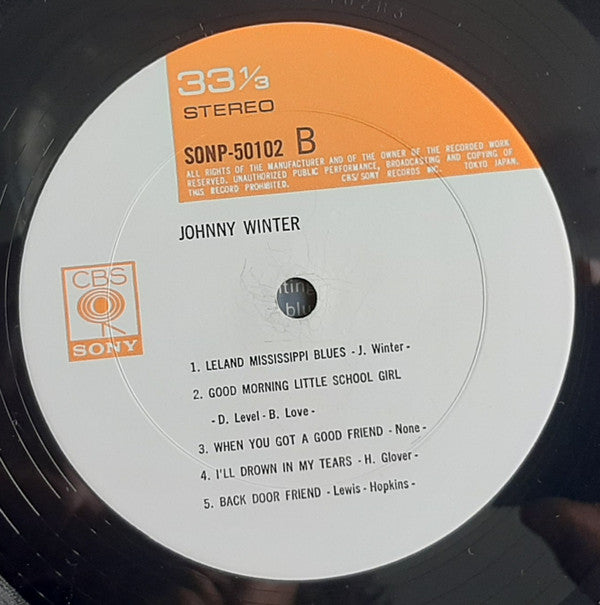 33⅓
STEREO
SONP-50102 B
ALL RIGHTS OF THE MANUFACTURER AND OF THE OWNER OF THE RECORDED WORK
RESERVED. UNAUTHORIZED PUBLIC PERFORMANCE, BROADCASTING AND COPYING OF
THIS RECORD PROHIBITED. CBS/SONY RECORDS INC. TOKYO JAPAN.
JOHNNY WINTER
CBS
SONY
1. LELAND MISSISSIPPI BLUES - J. Winter -
2. GOOD MORNING LITTLE SCHOOL GIRL
- D. Level - B. Love -
3. WHEN YOU GOT A GOOD FRIEND - None -
4. I'LL DROWN IN MY TEARS - H. Glover -
5. BACK DOOR FRIEND - Lewis - Hopkins -